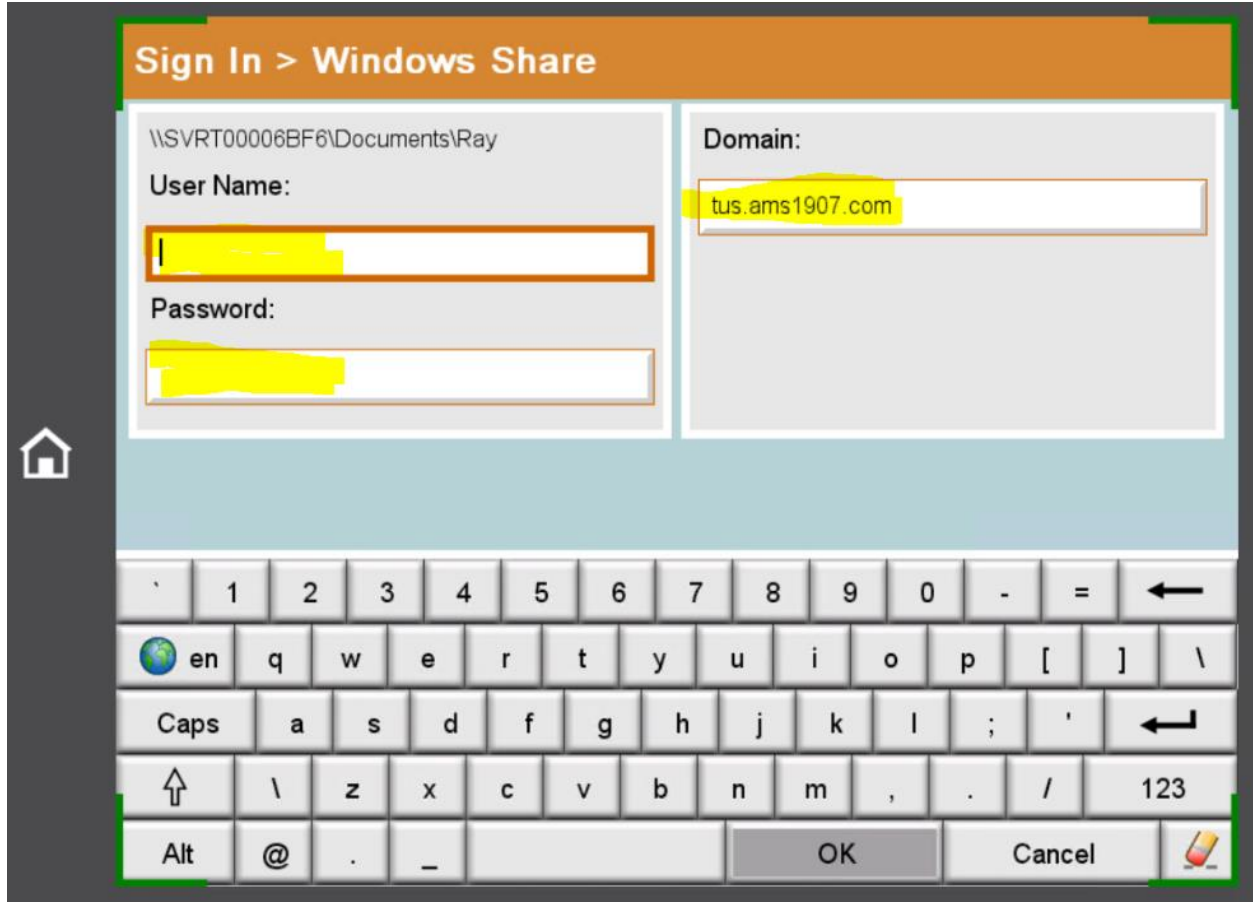 Sign In > Windows Share
\\SVRT00006BF6\Documents\Ray
User Name:
Password:
Domain:
tus.ams1907.com
` 1 2 3 4 5 6 7 8 9 0 - =
en q w e r t y u i o p [ ] \
Caps a s d f g h j k l ; '
\ z x c v b n m , . / 123
Alt @ . _ OK Cancel